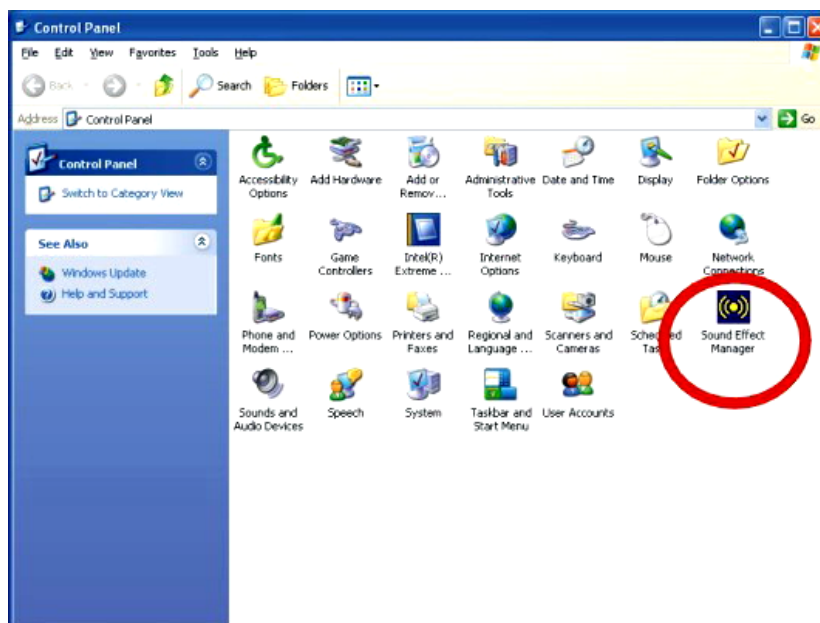 Control Panel
File Edit View Favorites Tools Help
Back Search Folders
Address Control Panel Go
Control Panel
Switch to Category View
See Also
Windows Update
Help and Support
Accessibility Options
Add Hardware
Add or Remov...
Administrative Tools
Date and Time
Display
Folder Options
Fonts
Game Controllers
Intel(R) Extreme ...
Internet Options
Keyboard
Mouse
Network Connections
Phone and Modem ...
Power Options
Printers and Faxes
Regional and Language ...
Scanners and Cameras
Sound Effect Manager
Sounds and Audio Devices
Speech
System
Taskbar and Start Menu
User Accounts